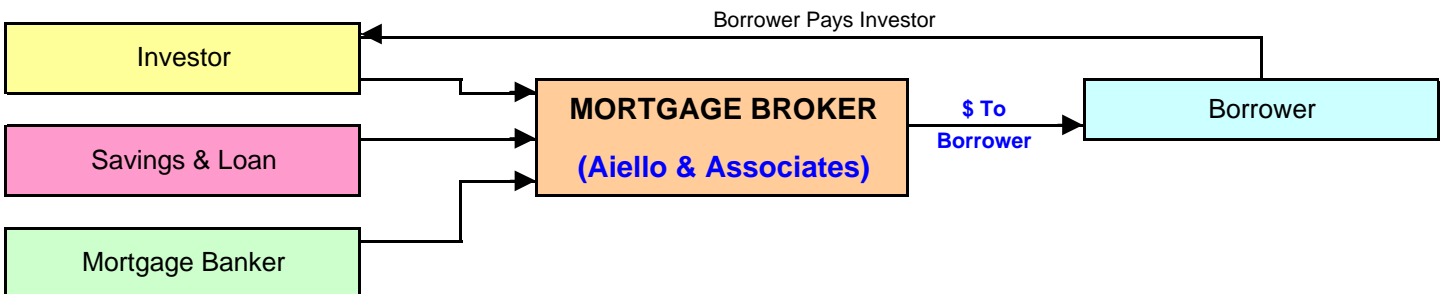 Borrower Pays Investor
Investor
MORTGAGE BROKER
(Aiello & Associates)
$ To
Borrower
Borrower
Savings & Loan
Mortgage Banker